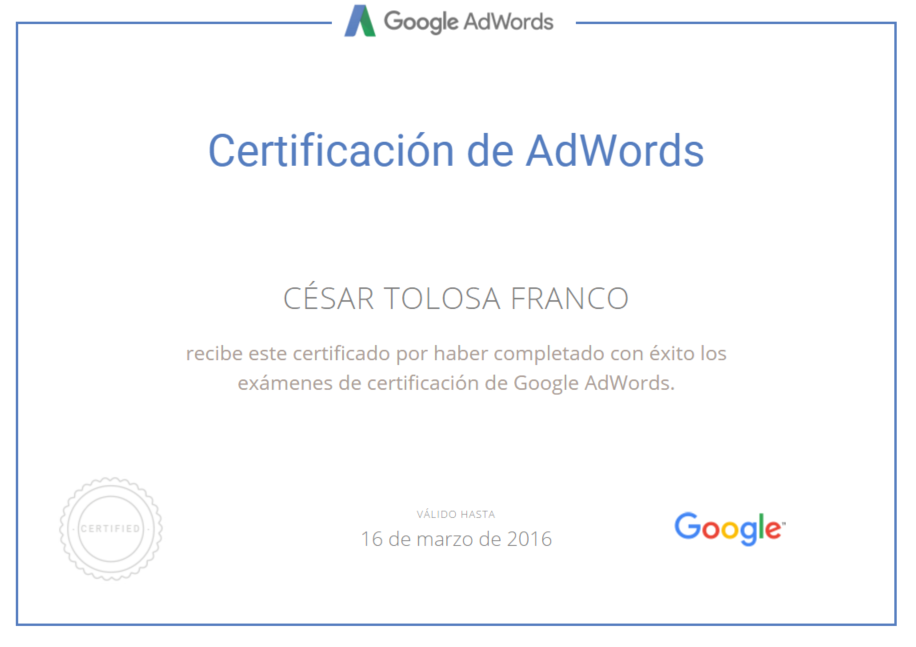 Google AdWords
Certificación de AdWords
CÉSAR TOLOSA FRANCO
recibe este certificado por haber completado con éxito los
exámenes de certificación de Google AdWords.
· CERTIFIED ·
VÁLIDO HASTA
16 de marzo de 2016
Google™